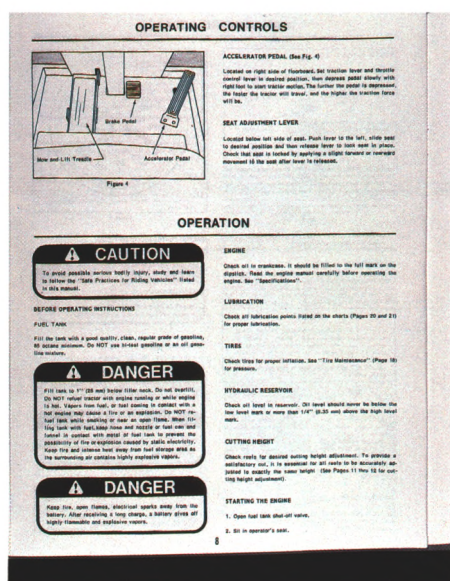 OPERATING CONTROLS
Brake Pedal
Mow and Lift Treadle
Accelerator Pedal
Figure 4
ACCELERATOR PEDAL (See Fig. 4)
Located on right side of floorboard. Set traction lever and throttle
control lever in desired position, then depress pedal slowly with
right foot to start tractor motion. The further the pedal is depressed,
the faster the tractor will travel, and the higher the traction force
will be.
SEAT ADJUSTMENT LEVER
Located below left side of seat. Push lever to the left, slide seat
to desired position and then release lever to lock seat in place.
Check that seat is locked by applying a slight forward or rearward
movement to the seat after lever is released.
OPERATION
CAUTION
To avoid possible serious bodily injury, study and learn
to follow the "Safe Practices for Riding Vehicles" listed
in this manual.
BEFORE OPERATING INSTRUCTIONS
FUEL TANK
Fill the tank with a good quality, clean, regular grade of gasoline,
85 octane minimum. Do NOT use hi-test gasoline or an oil gaso-
line mixture.
DANGER
Fill tank to 1" (25 mm) below filler neck. Do not overfill.
Do NOT refuel tractor with engine running or while engine
is hot. Vapors from fuel, or fuel coming in contact with a
hot engine may cause a fire or an explosion. Do NOT re-
fuel tank while smoking or near an open flame. When fill-
ing tank with fuel, keep hose and nozzle or fuel can and
funnel in contact with metal of fuel tank to prevent the
possibility of fire or explosion caused by static electricity.
Keep fire and intense heat away from fuel storage area as
the surrounding air contains highly explosive vapors.
DANGER
Keep fire, open flames, electrical sparks away from the
battery. After receiving a long charge, a battery gives off
highly flammable and explosive vapors.
ENGINE
Check oil in crankcase. It should be filled to the full mark on the
dipstick. Read the engine manual carefully before operating the
engine. See "Specifications".
LUBRICATION
Check all lubrication points listed on the charts (Pages 20 and 21)
for proper lubrication.
TIRES
Check tires for proper inflation. See "Tire Maintenance" (Page 18)
for pressure.
HYDRAULIC RESERVOIR
Check oil level in reservoir. Oil level should never be below the
low level mark or more than 1/4" (6.35 mm) above the high level
mark.
CUTTING HEIGHT
Check reels for desired cutting height adjustment. To provide a
satisfactory cut, it is essential for all reels to be accurately ad-
justed to exactly the same height (See Pages 11 thru 12 for cut-
ting height adjustment).
STARTING THE ENGINE
1. Open fuel tank shut-off valve.
2. Sit in operator's seat.
8